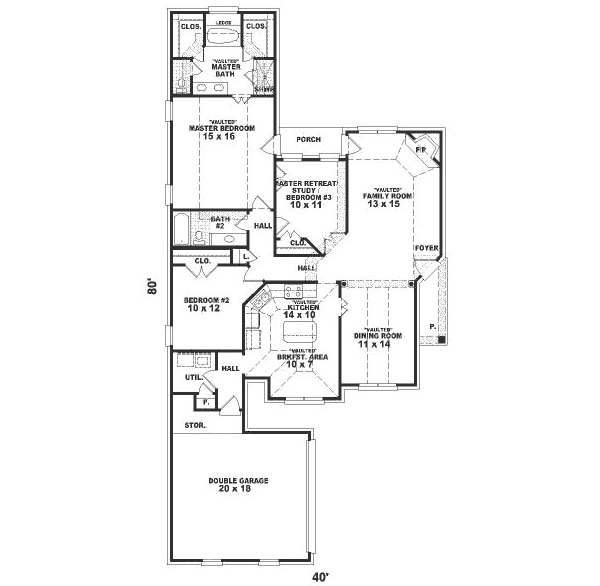 LEDGE
CLOS.
CLOS.
"VAULTED"
MASTER
BATH
SHWR
"VAULTED"
MASTER BEDROOM
15 x 16
PORCH
F/P
MASTER RETREAT/
STUDY /
BEDROOM #3
10 x 11
"VAULTED"
FAMILY ROOM
13 x 15
BATH
#2
HALL
CLO.
FOYER
CLO.
L.
HALL
80'
BEDROOM #2
10 x 12
"VAULTED"
KITCHEN
14 x 10
P.
"VAULTED"
DINING ROOM
11 x 14
"VAULTED"
BRKFST. AREA
10 x 7
UTIL.
HALL
P.
STOR.
DOUBLE GARAGE
20 x 18
40'